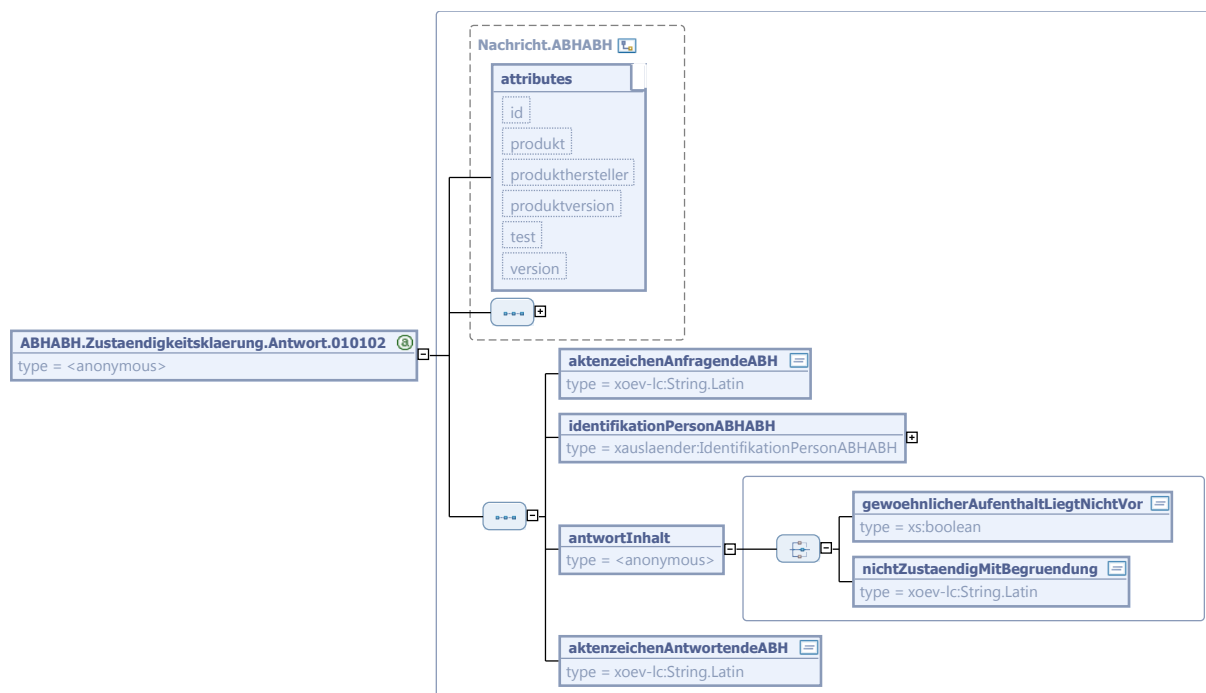 Nachricht.ABHABH
attributes
id
produkt
produkthersteller
produktversion
test
version
ABHABH.Zustaendigkeitsklaerung.Antwort.010102 a
type = <anonymous>
aktenzeichenAnfragendeABH
type = xoev-lc:String.Latin
identifikationPersonABHABH
type = xauslaender:IdentifikationPersonABHABH
antwortInhalt
type = <anonymous>
gewoehnlicherAufenthaltLiegtNichtVor
type = xs:boolean
nichtZustaendigMitBegruendung
type = xoev-lc:String.Latin
aktenzeichenAntwortendeABH
type = xoev-lc:String.Latin